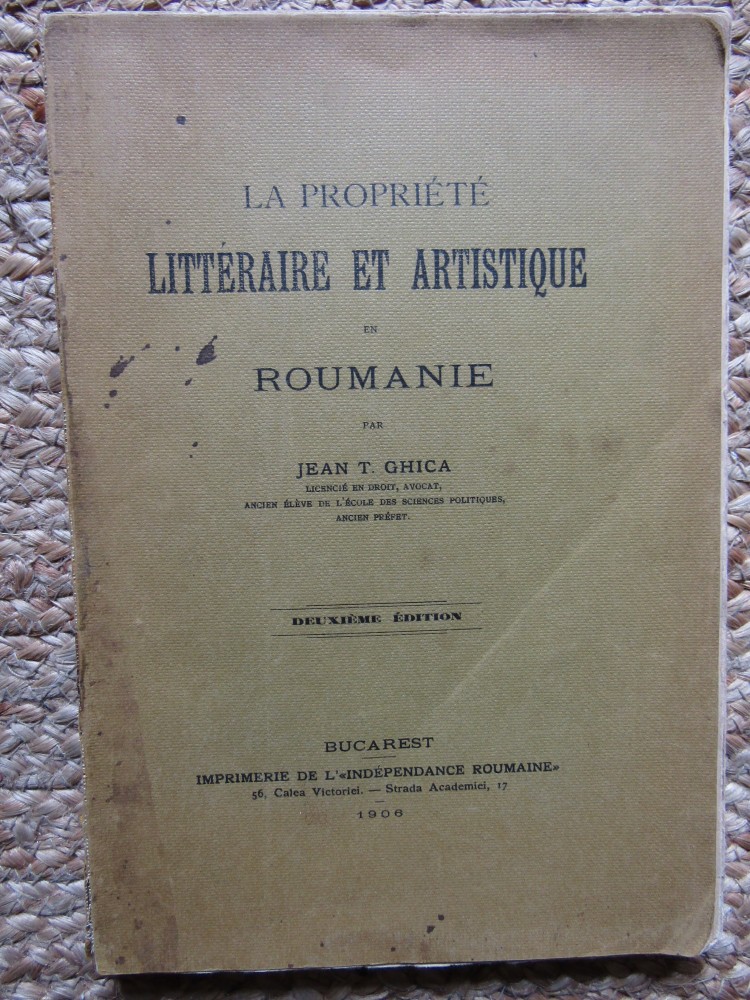 LA PROPRIÉTÉ
LITTÉRAIRE ET ARTISTIQUE
EN
ROUMANIE
PAR
JEAN T. GHICA
LICENCIÉ EN DROIT, AVOCAT,
ANCIEN ÉLÈVE DE L'ÉCOLE DES SCIENCES POLITIQUES,
ANCIEN PRÉFET.
DEUXIÈME ÉDITION
BUCAREST
IMPRIMERIE DE L'«INDÉPENDANCE ROUMAINE»
56, Calea Victoriei. — Strada Academiei, 17
1906